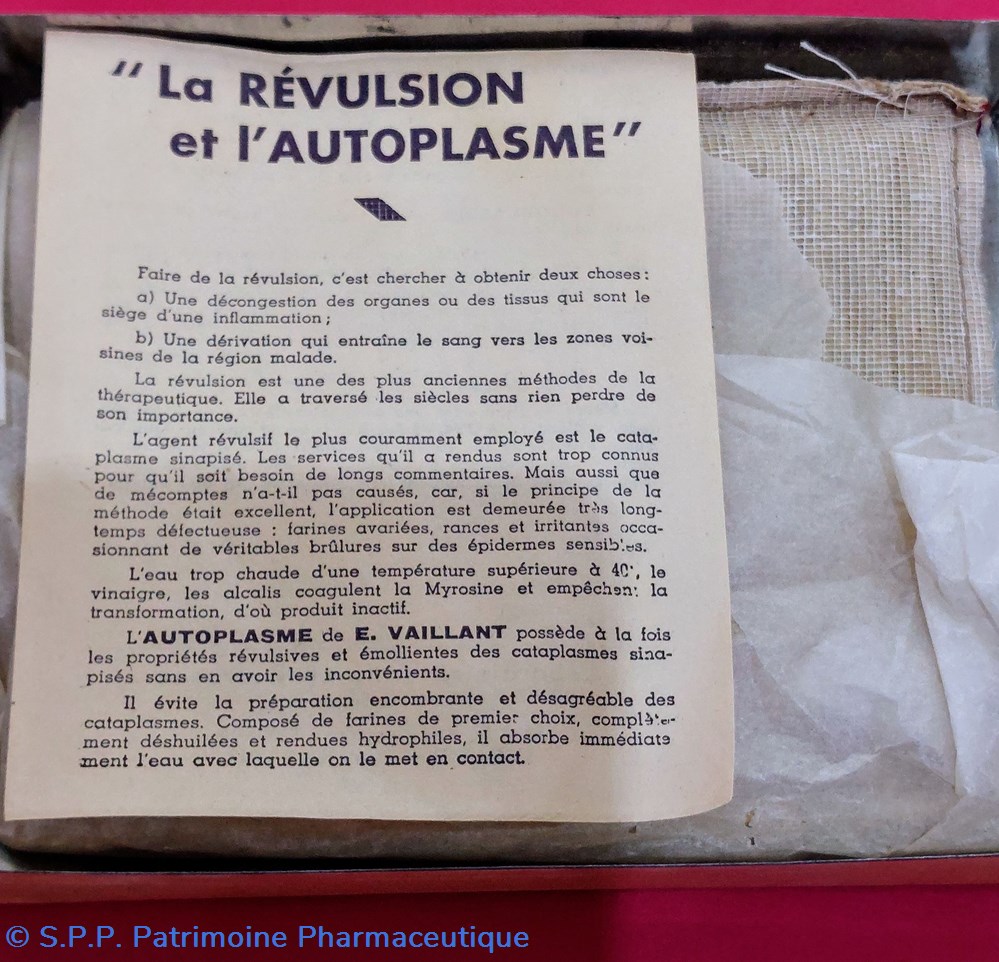 "La RÉVULSION
et l'AUTOPLASME"
Faire de la révulsion, c'est chercher à obtenir deux choses :
a) Une décongestion des organes ou des tissus qui sont le
siège d'une inflammation ;
b) Une dérivation qui entraîne le sang vers les zones voi-
sines de la région malade.
La révulsion est une des plus anciennes méthodes de la
thérapeutique. Elle a traversé les siècles sans rien perdre de
son importance.
L'agent révulsif le plus couramment employé est le cata-
plasme sinapisé. Les services qu'il a rendus sont trop connus
pour qu'il soit besoin de longs commentaires. Mais aussi que
de mécomptes n'a-t-il pas causés, car, si le principe de la
méthode était excellent, l'application est demeurée très long-
temps défectueuse : farines avariées, rances et irritantes occa-
sionnant de véritables brûlures sur des épidermes sensibles.
L'eau trop chaude d'une température supérieure à 40°, le
vinaigre, les alcalis coagulent la Myrosine et empêchent la
transformation, d'où produit inactif.
L'AUTOPLASME de E. VAILLANT possède à la fois
les propriétés révulsives et émollientes des cataplasmes sina-
pisés sans en avoir les inconvénients.
Il évite la préparation encombrante et désagréable des
cataplasmes. Composé de farines de premier choix, complète-
ment déshuilées et rendues hydrophiles, il absorbe immédiate
ment l'eau avec laquelle on le met en contact.
© S.P.P. Patrimoine Pharmaceutique